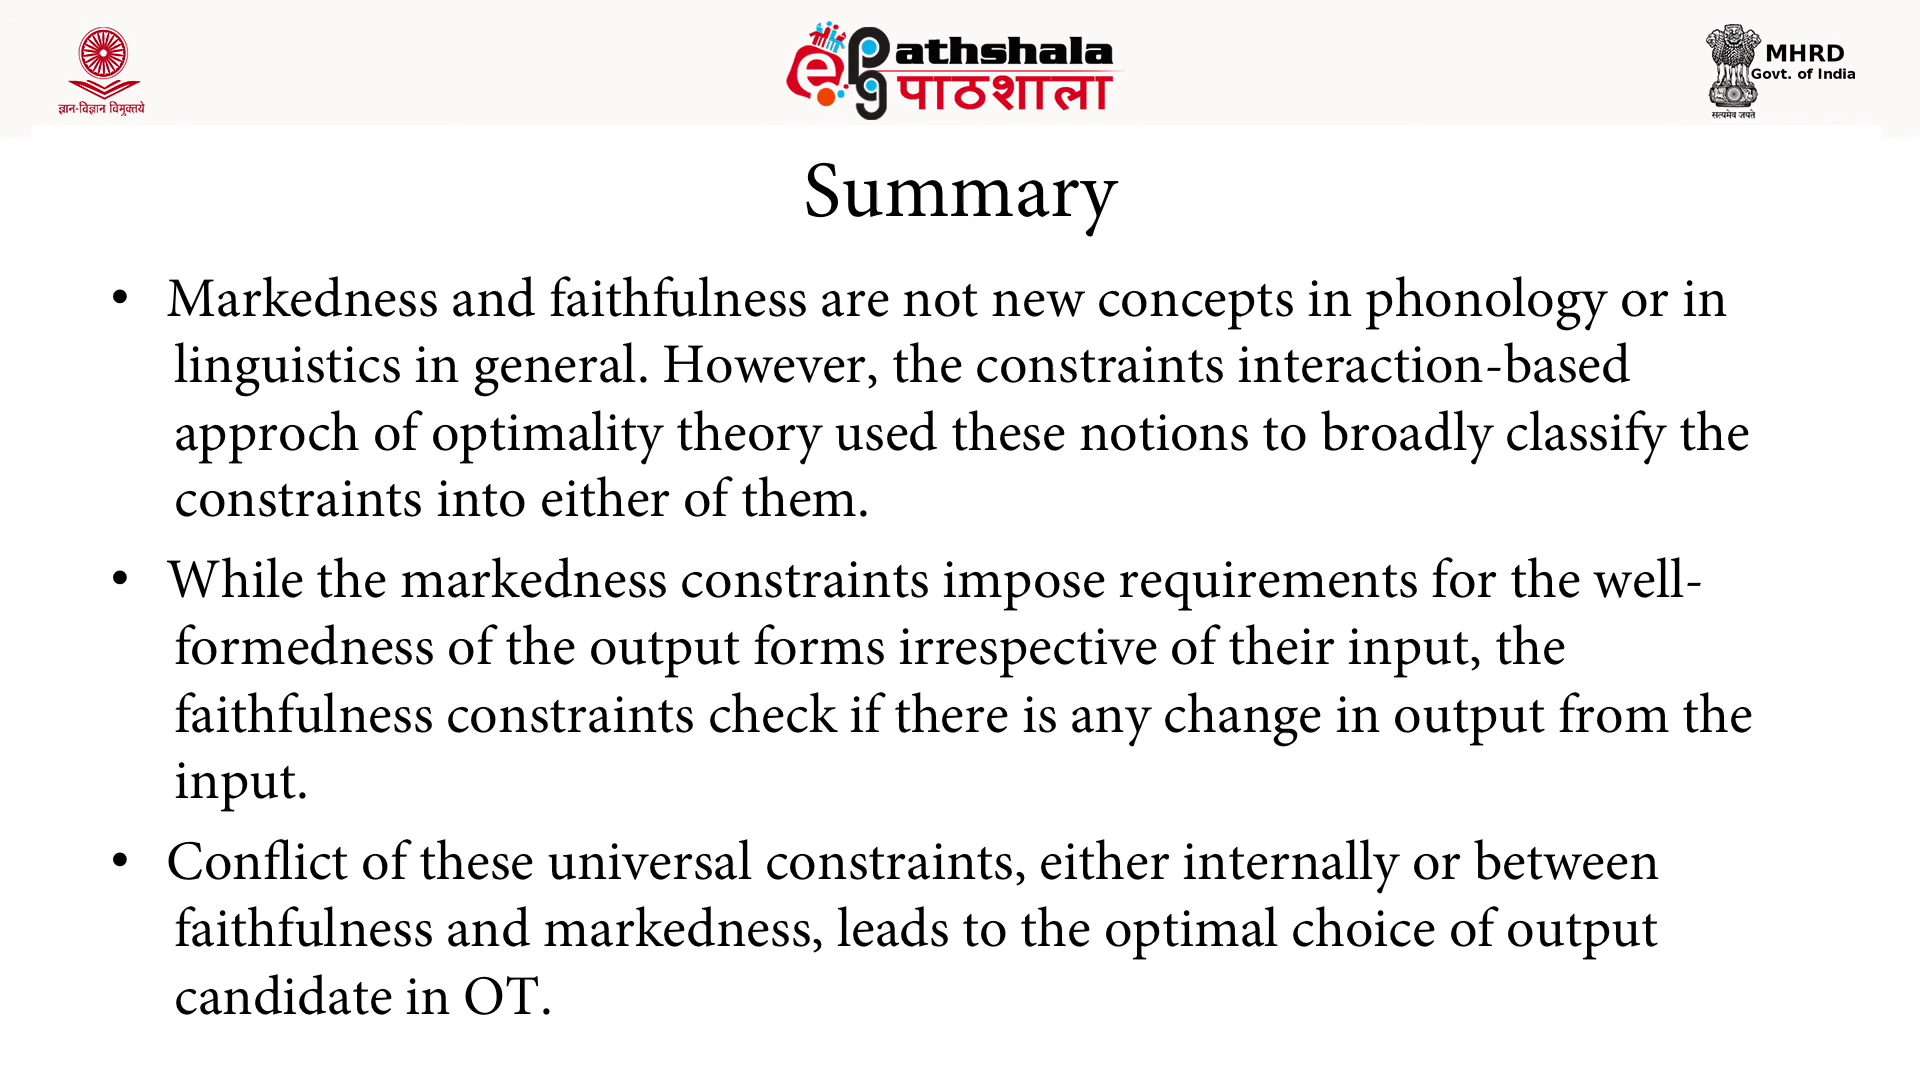 ज्ञान-विज्ञान विमुक्तये
ePathshala
पाठशाला
MHRD
Govt. of India
सत्यमेव जयते
Summary
• Markedness and faithfulness are not new concepts in phonology or in
linguistics in general. However, the constraints interaction-based
approch of optimality theory used these notions to broadly classify the
constraints into either of them.
• While the markedness constraints impose requirements for the well-
formedness of the output forms irrespective of their input, the
faithfulness constraints check if there is any change in output from the
input.
• Conflict of these universal constraints, either internally or between
faithfulness and markedness, leads to the optimal choice of output
candidate in OT.